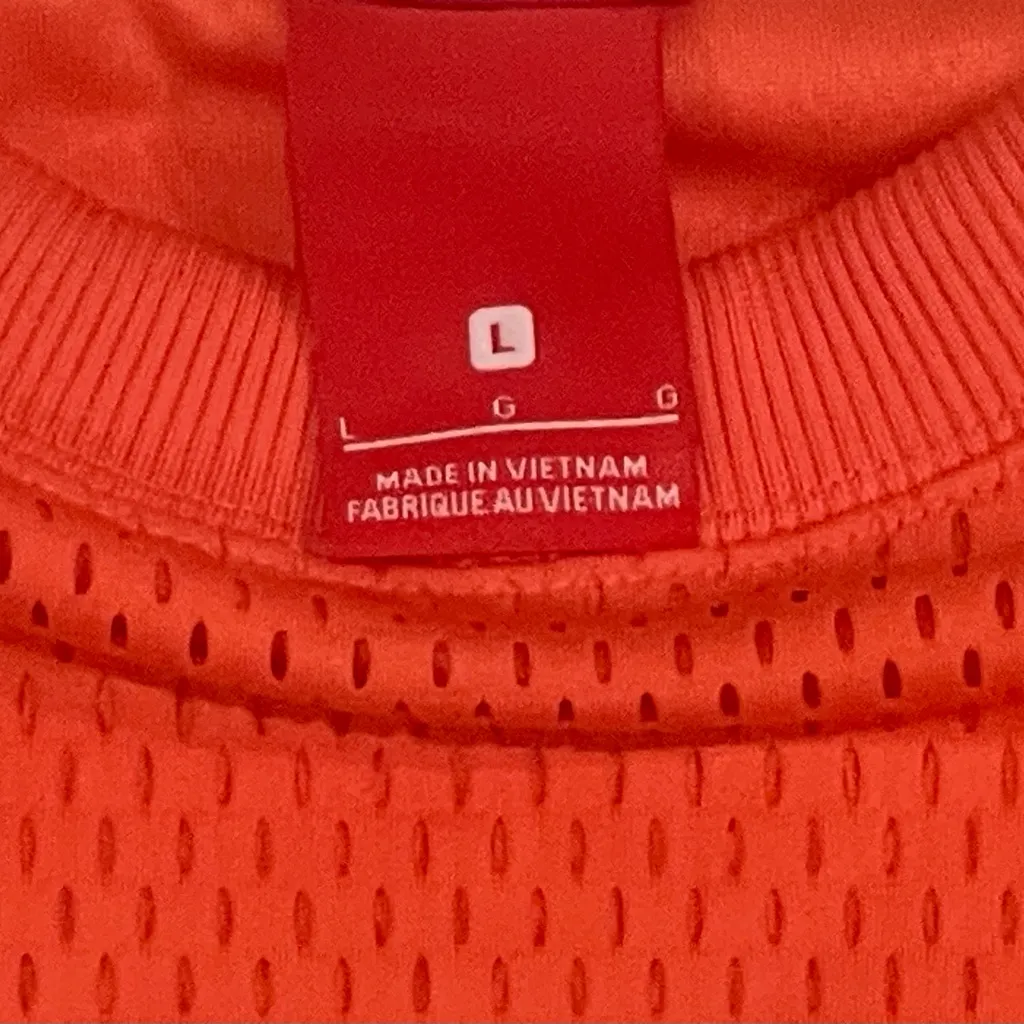 L
L G G
MADE IN VIETNAM
FABRIQUE AU VIETNAM